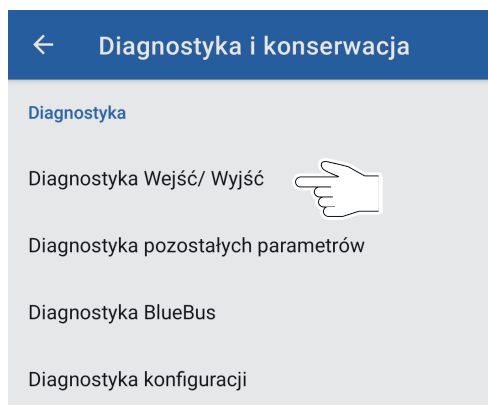 Diagnostyka i konserwacja
Diagnostyka
Diagnostyka Wejść/ Wyjść
Diagnostyka pozostałych parametrów
Diagnostyka BlueBus
Diagnostyka konfiguracji